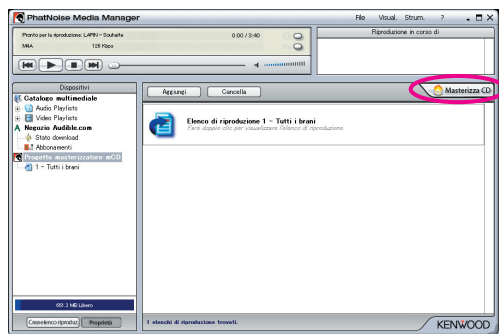 PhatNoise Media Manager
File Visual. Strum. ?
Pronto per la riproduzione: LAPIN - Souhaite 0:00 / 3:40
M4A 128 Kbps
Riproduzione in corso di
Dispositivi
Aggiungi Cancella Masterizza CD
Catalogo multimediale
Audio Playlists
Video Playlists
Negozio Audible.com
Stato download
Abbonamenti
Progetto masterizzatore mCD
1 - Tutti i brani
Elenco di riproduzione 1 - Tutti i brani
Fare doppio clic per visualizzare l'elenco di riproduzione.
661.3 MB Libero
Crea elenco riproduz Proprietà
1 elenchi di riproduzione trovati.
KENWOOD